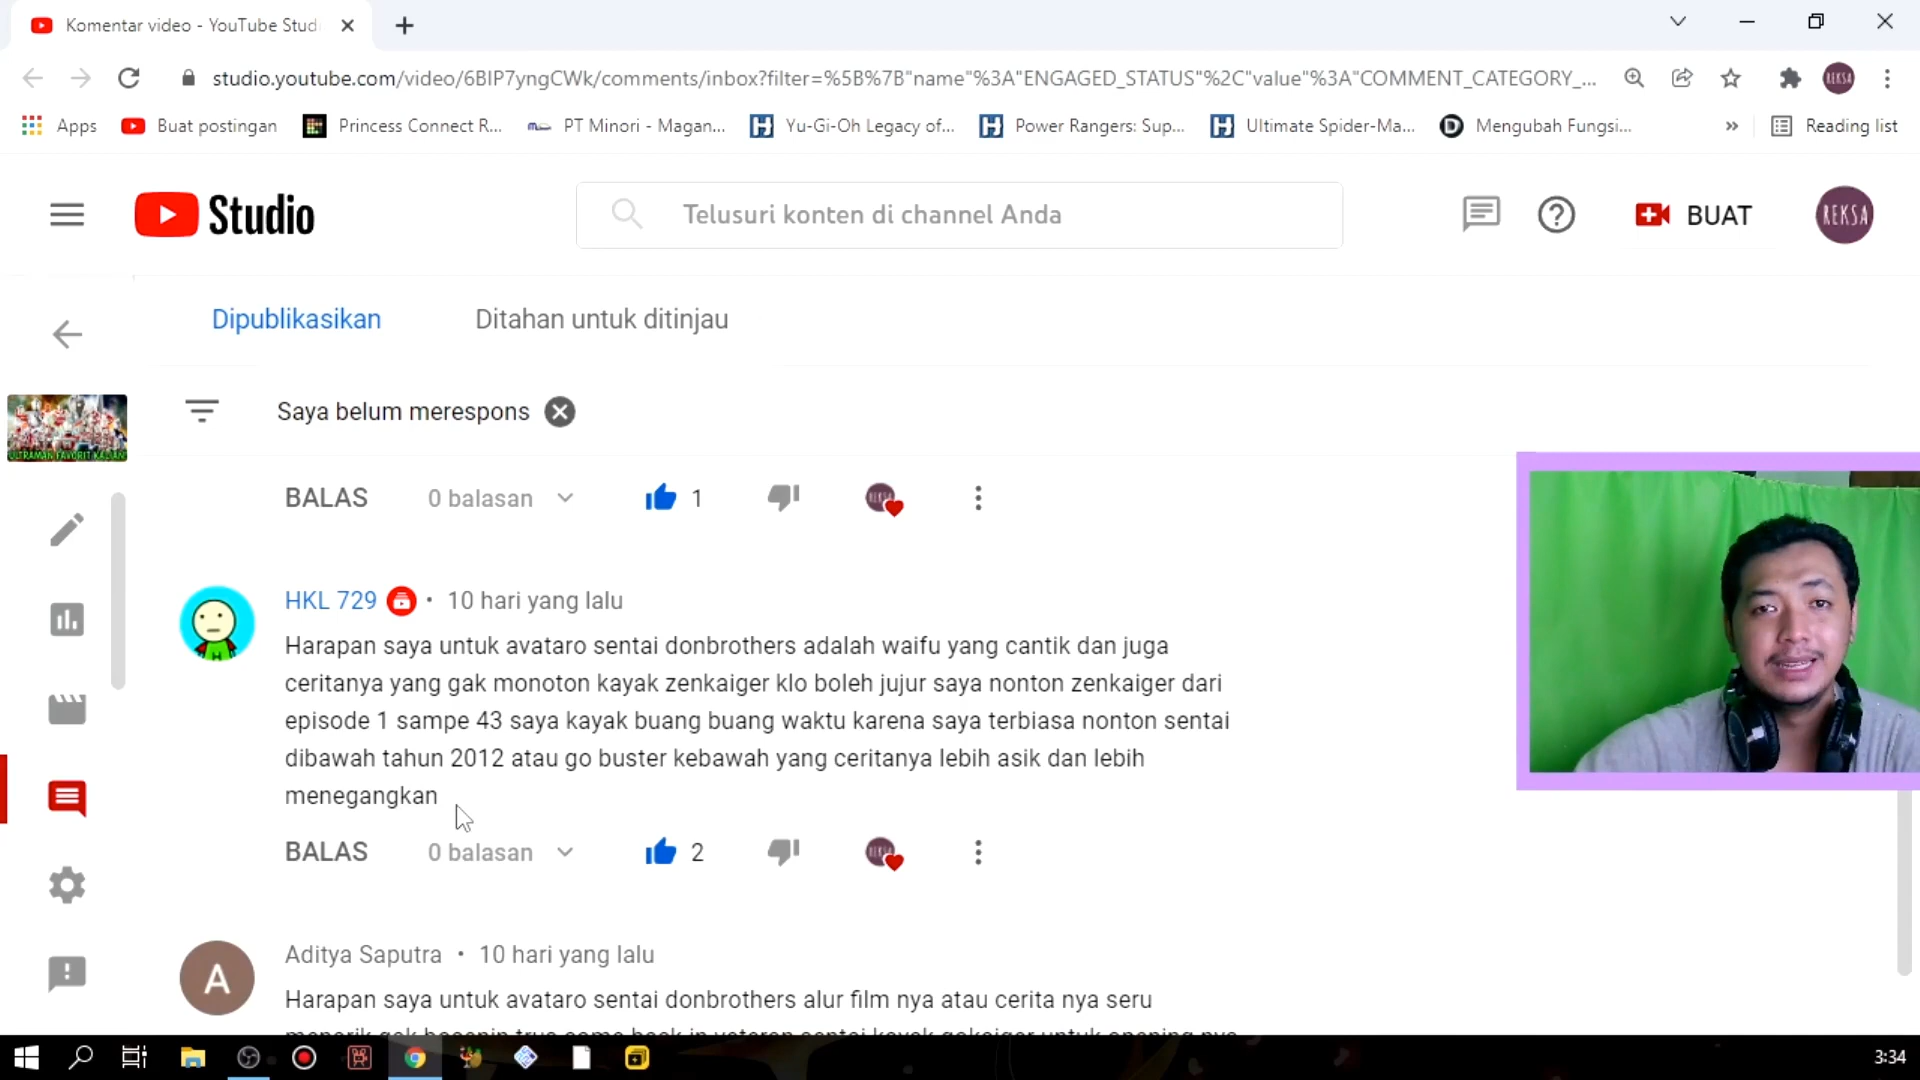 Komentar video - YouTube Stud
studio.youtube.com/video/6BIP7yngCWk/comments/inbox?filter=%5B%7B"name"%3A"ENGAGED_STATUS"%2C"value"%3A"COMMENT_CATEGORY_...
REKSA
Apps
Buat postingan
Princess Connect R...
PT Minori - Magan...
Yu-Gi-Oh Legacy of...
Power Rangers: Sup...
Ultimate Spider-Ma...
Mengubah Fungsi...
Reading list
Studio
Telusuri konten di channel Anda
BUAT
REKSA
Dipublikasikan
Ditahan untuk ditinjau
Saya belum merespons
ULTRAMAN FAVORIT KALIAN
BALAS
0 balasan
1
HKL 729 • 10 hari yang lalu
Harapan saya untuk avataro sentai donbrothers adalah waifu yang cantik dan juga
ceritanya yang gak monoton kayak zenkaiger klo boleh jujur saya nonton zenkaiger dari
episode 1 sampe 43 saya kayak buang buang waktu karena saya terbiasa nonton sentai
dibawah tahun 2012 atau go buster kebawah yang ceritanya lebih asik dan lebih
menegangkan
BALAS
0 balasan
2
A
Aditya Saputra • 10 hari yang lalu
Harapan saya untuk avataro sentai donbrothers alur film nya atau cerita nya seru
3:34